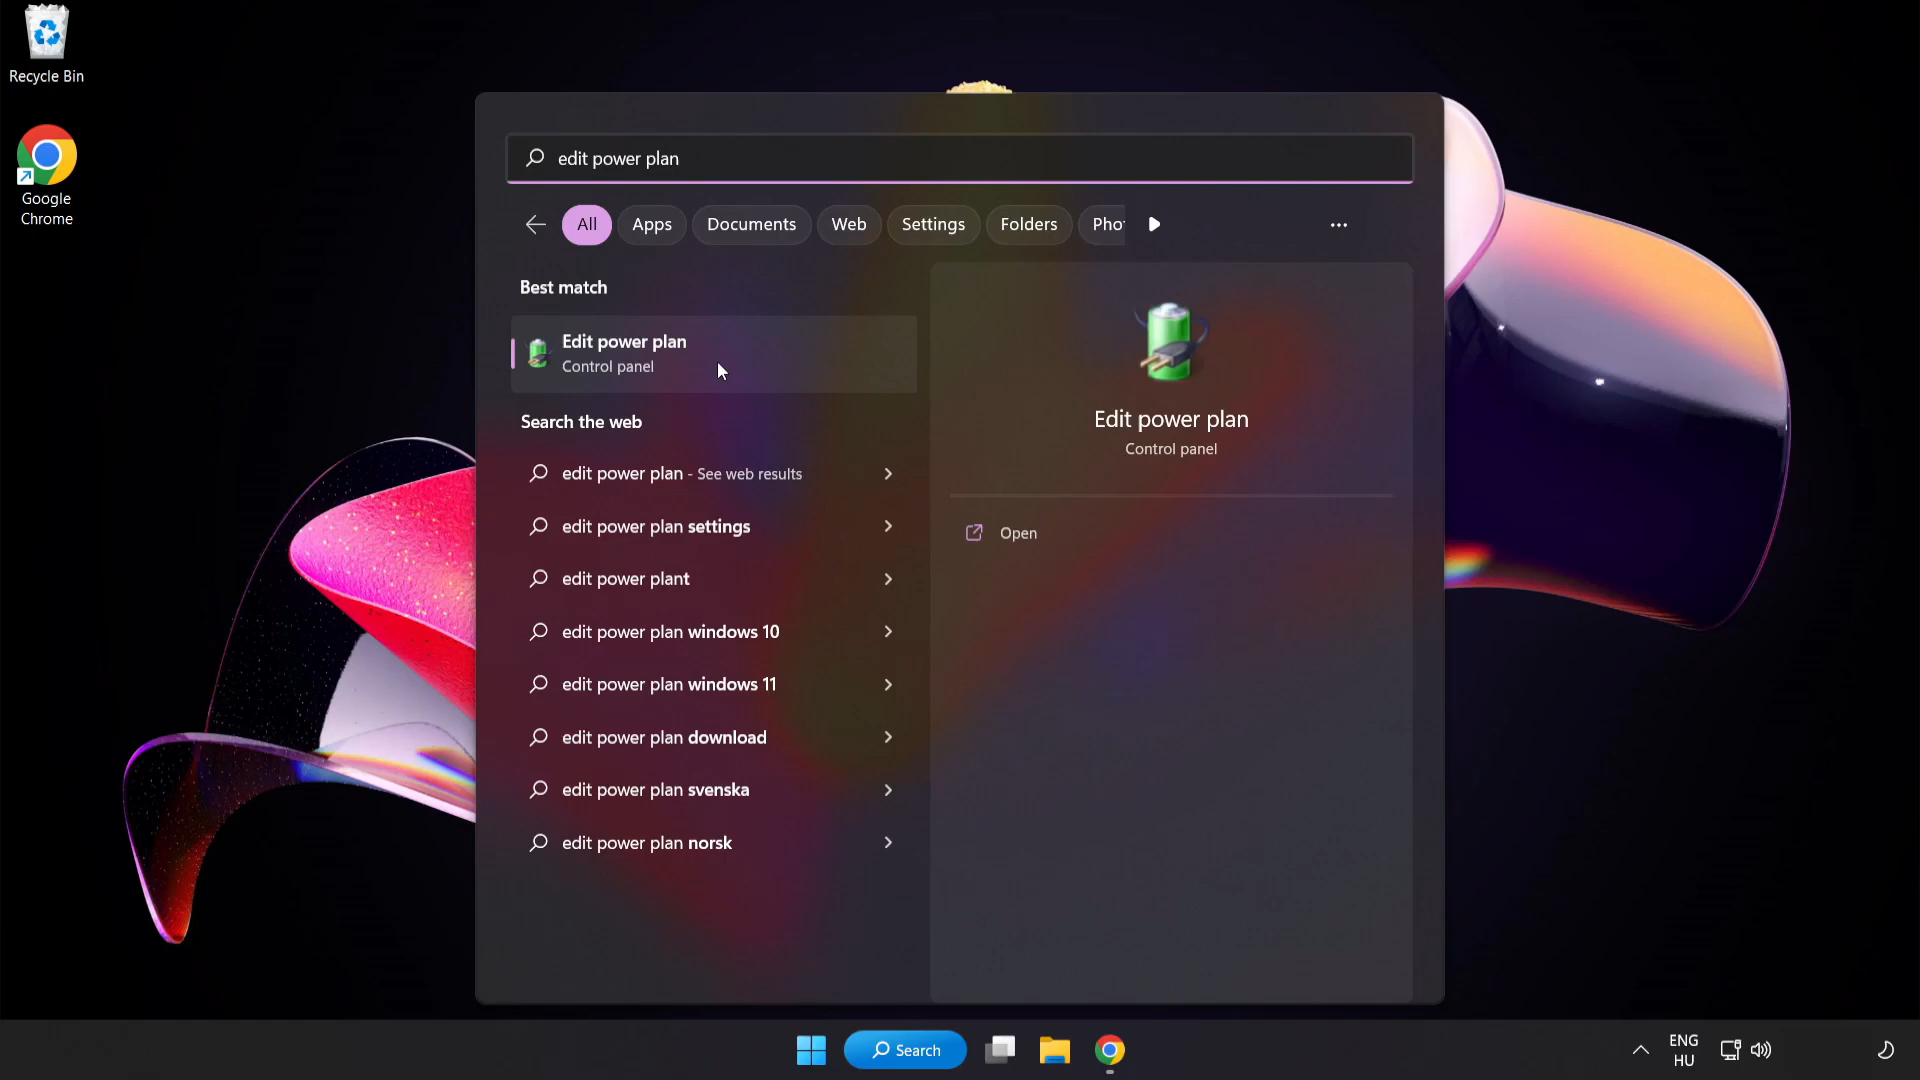 Recycle Bin
Google
Chrome
edit power plan
All
Apps
Documents
Web
Settings
Folders
Phot
Best match
Edit power plan
Control panel
Search the web
edit power plan - See web results
edit power plan settings
edit power plant
edit power plan windows 10
edit power plan windows 11
edit power plan download
edit power plan svenska
edit power plan norsk
Edit power plan
Control panel
Open
Search
ENG
HU